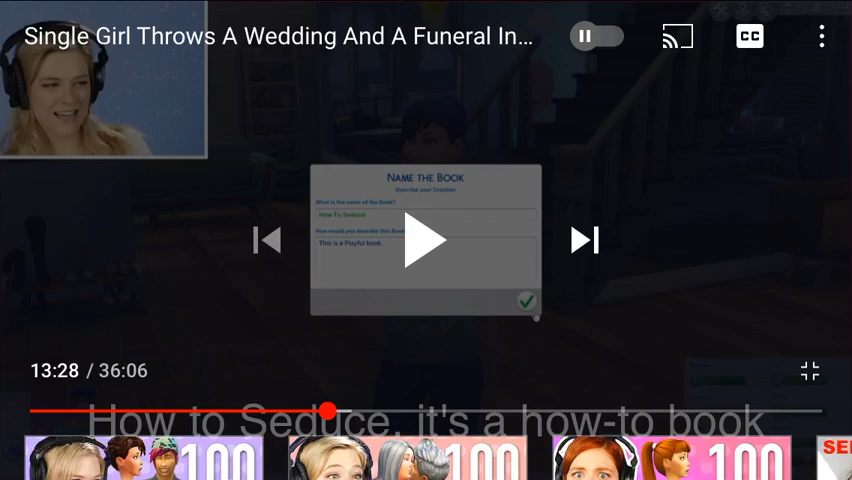 Single Girl Throws A Wedding And A Funeral In...
CC
NAME THE BOOK
Describe your Creation
What is the name of the Book?
How To Seduce
How would you describe this Book
This is a Playful book.
13:28 / 36:06
How to Seduce, it's a how-to book
100
100
100
SE